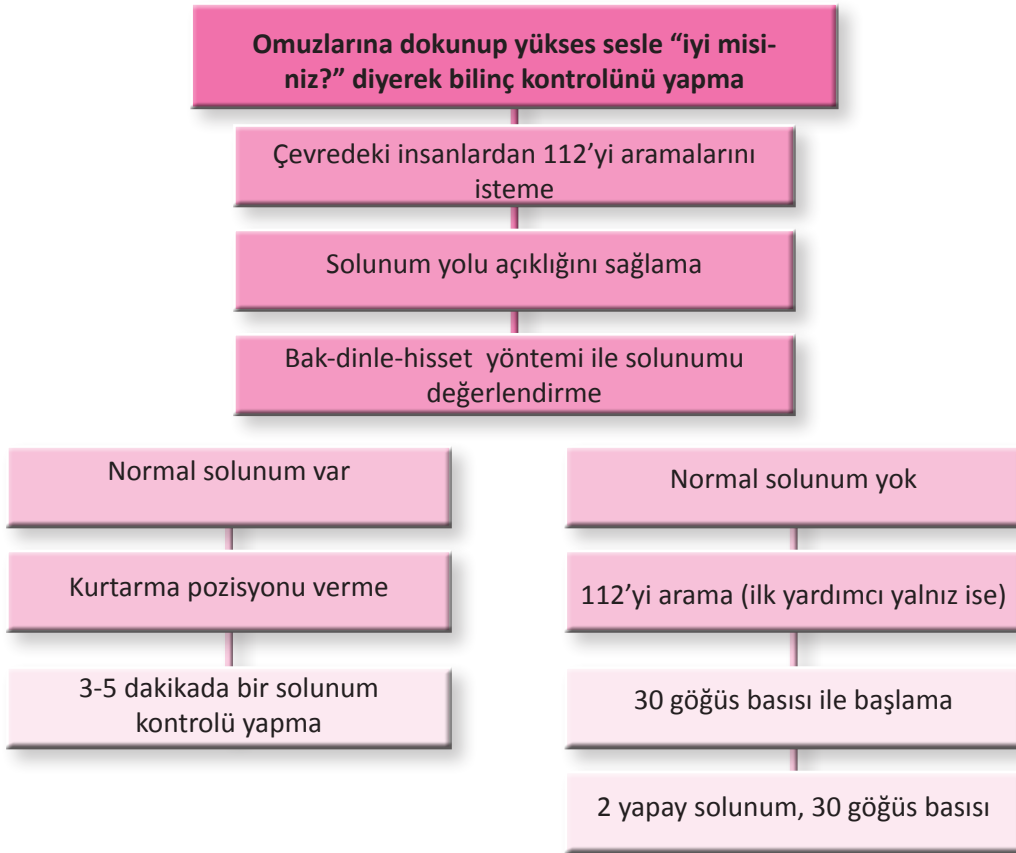 Omuzlarına dokunup yükses sesle “iyi misi-
niz?” diyerek bilinç kontrolünü yapma
Çevredeki insanlardan 112’yi aramalarını
isteme
Solunum yolu açıklığını sağlama
Bak-dinle-hisset yöntemi ile solunumu
değerlendirme
Normal solunum var
Kurtarma pozisyonu verme
3-5 dakikada bir solunum
kontrolü yapma
Normal solunum yok
112’yi arama (ilk yardımcı yalnız ise)
30 göğüs basısı ile başlama
2 yapay solunum, 30 göğüs basısı